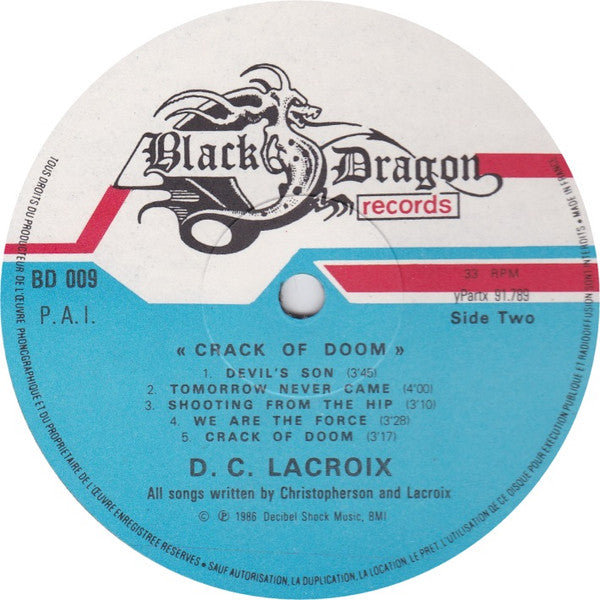 Black Dragon
records
BD 009
P.A.I.
33 RPM
yPartx 91.789
Side Two
« CRACK OF DOOM »
1. DEVIL'S SON (3'45)
2. TOMORROW NEVER CAME (4'00)
3. SHOOTING FROM THE HIP (3'10)
4. WE ARE THE FORCE (3'28)
5. CRACK OF DOOM (3'17)
D. C. LACROIX
All songs written by Christopherson and Lacroix
© ℗ 1986 Decibel Shock Music, BMI
TOUS DROITS DU PRODUCTEUR DE L'ŒUVRE PHONOGRAPHIQUE ET DU PROPRIETAIRE DE L'ŒUVRE ENREGISTREE RESERVES • SAUF AUTORISATION, LA DUPLICATION, LA LOCATION, LE PRET, L'UTILISATION DE CE DISQUE POUR EXECUTION PUBLIQUE ET RADIODIFFUSION SONT INTERDITS • MADE IN FRANCE